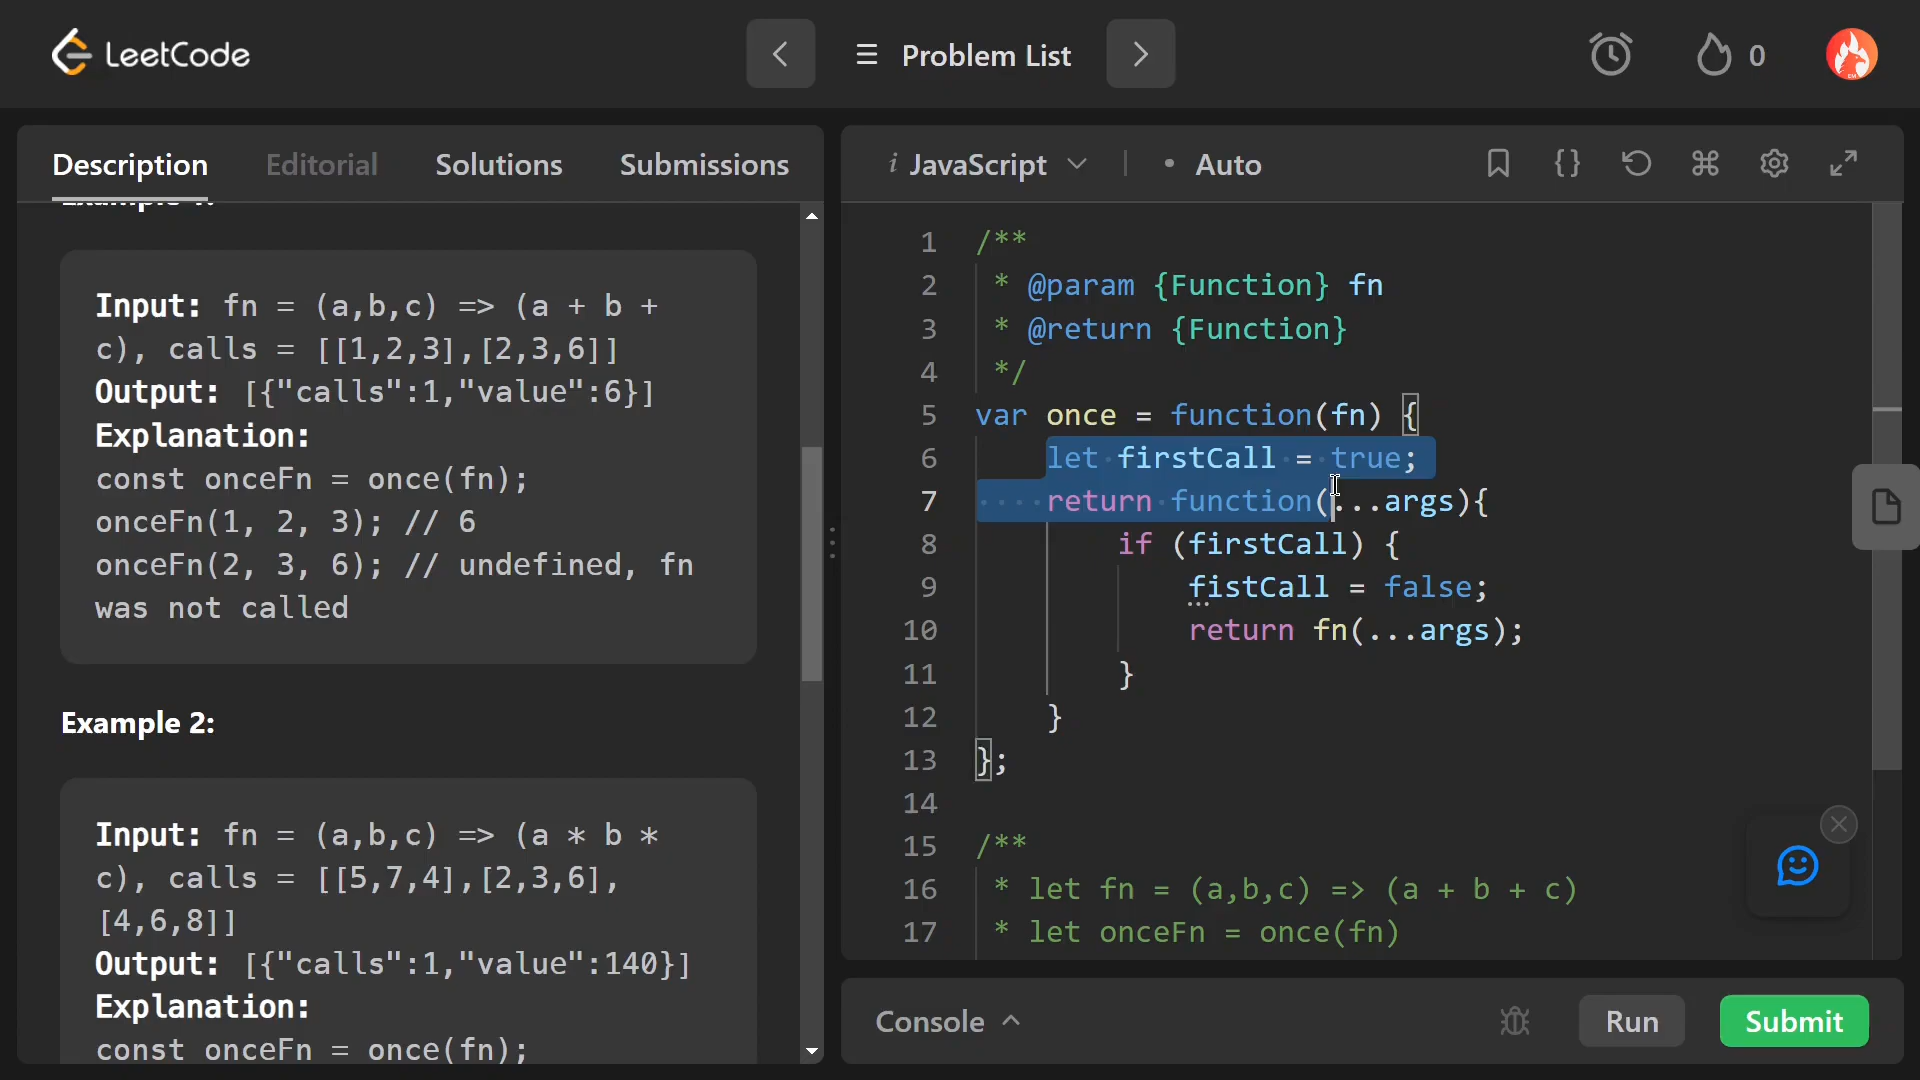 LeetCode
Problem List
0
Description Editorial Solutions Submissions
Input: fn = (a,b,c) => (a + b +
c), calls = [[1,2,3],[2,3,6]]
Output: [{"calls":1,"value":6}]
Explanation:
const onceFn = once(fn);
onceFn(1, 2, 3); // 6
onceFn(2, 3, 6); // undefined, fn
was not called
Example 2:
Input: fn = (a,b,c) => (a * b *
c), calls = [[5,7,4],[2,3,6],
[4,6,8]]
Output: [{"calls":1,"value":140}]
Explanation:
const onceFn = once(fn);
i JavaScript | • Auto
1 /**
2 * @param {Function} fn
3 * @return {Function}
4 */
5 var once = function(fn) {
6 let firstCall = true;
7 return function(...args){
8 if (firstCall) {
9 fistCall = false;
10 return fn(...args);
11 }
12 }
13 };
14
15 /**
16 * let fn = (a,b,c) => (a + b + c)
17 * let onceFn = once(fn)
Console
Run
Submit